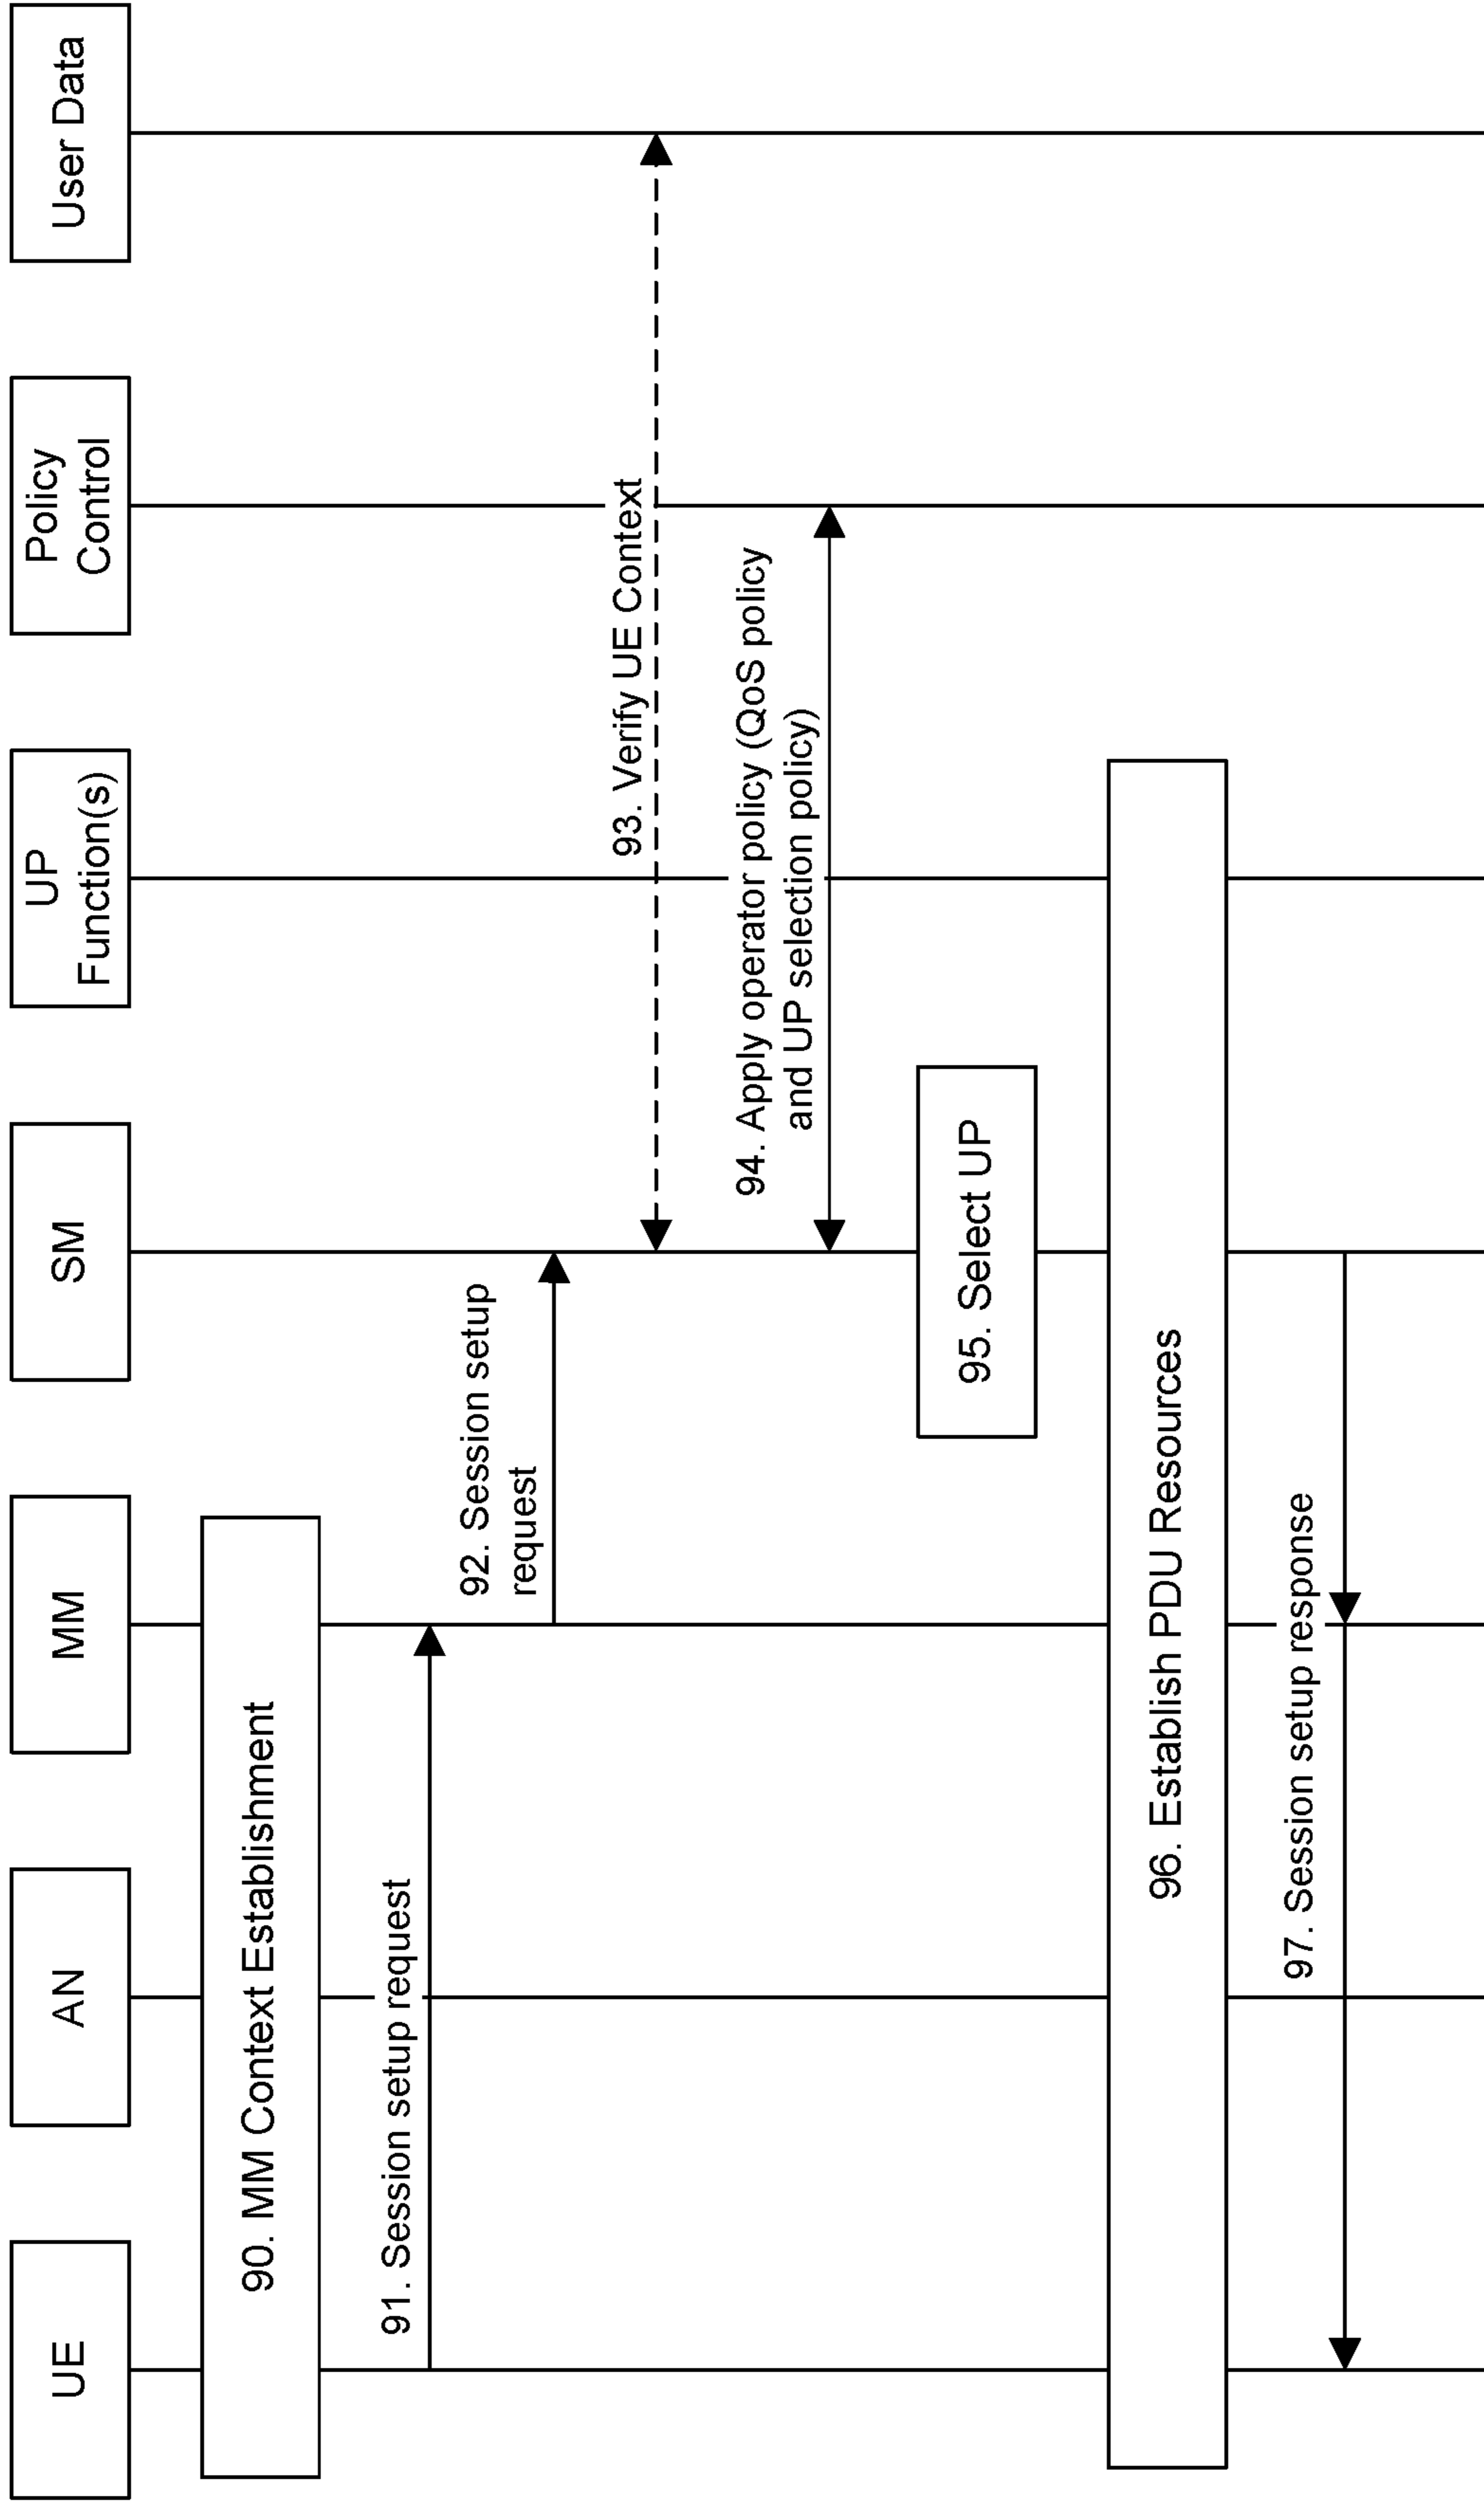 UE
AN
MM
SM
UP
Function(s)
Policy
Control
User Data
90. MM Context Establishment
91. Session setup request
92. Session setup
request
93. Verify UE Context
94. Apply operator policy (QoS policy
and UP selection policy)
95. Select UP
96. Establish PDU Resources
97. Session setup response